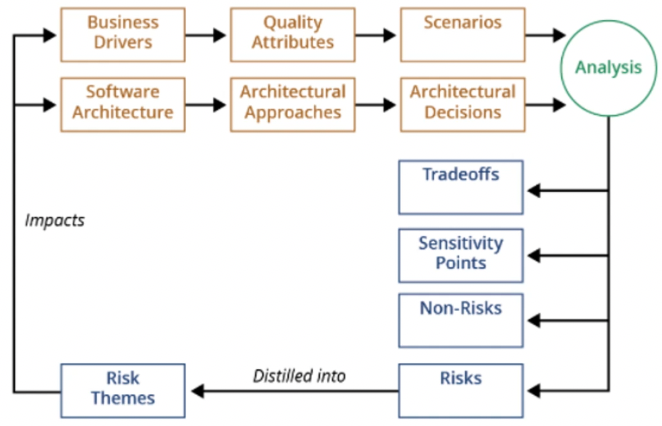 Business
Drivers
Quality
Attributes
Scenarios
Analysis
Software
Architecture
Architectural
Approaches
Architectural
Decisions
Tradeoffs
Impacts
Sensitivity
Points
Non-Risks
Risk
Themes
Distilled into
Risks